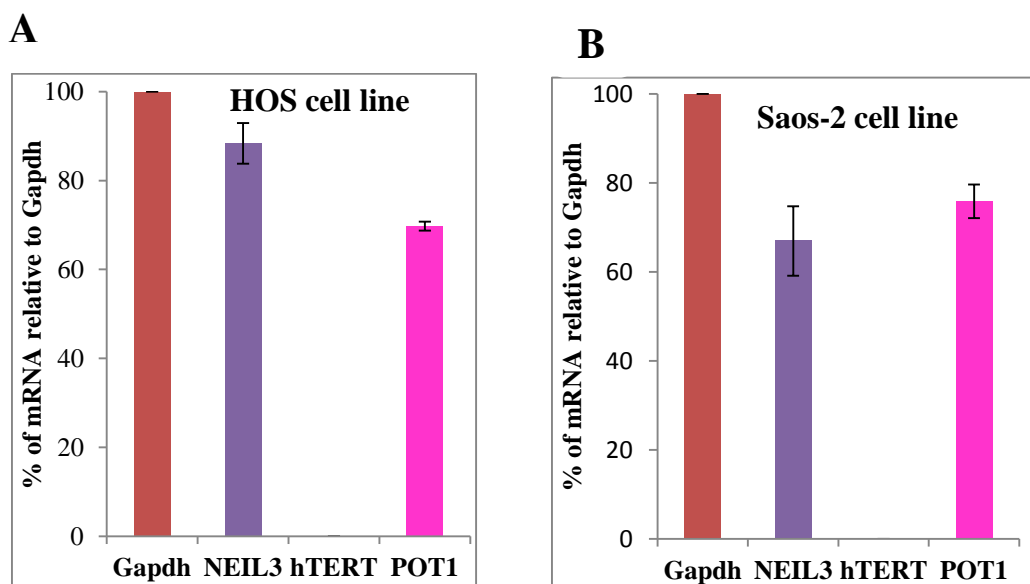 A
% of mRNA relative to Gapdh
HOS cell line
100
80
60
40
20
0
Gapdh NEIL3 hTERT POT1
B
% of mRNA relative to Gapdh
Saos-2 cell line
100
80
60
40
20
0
Gapdh NEIL3 hTERT POT1